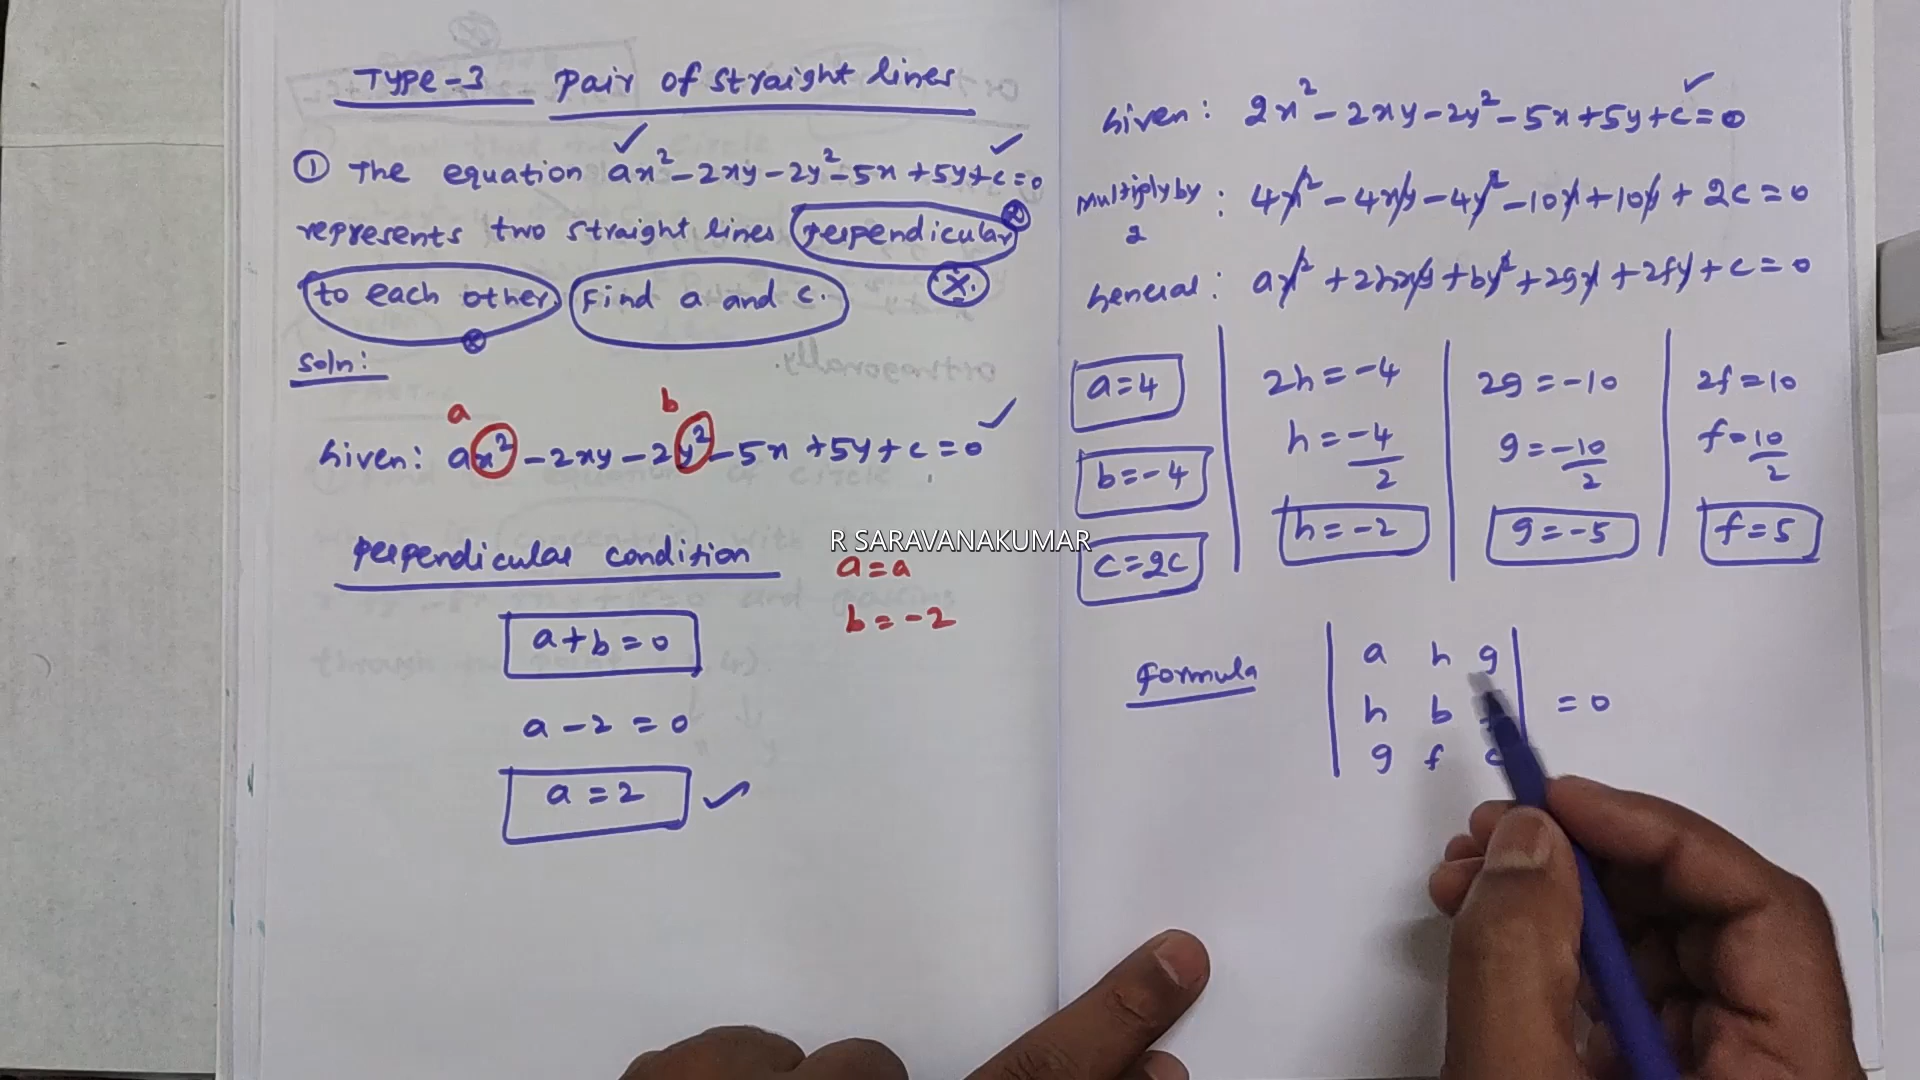 Type-3 Pair of straight lines
① The equation ax²-2xy-2y²-5x+5y+c=0
represents two straight lines perpendicular
to each other. Find a and c.
Soln:
a b
Given: ax²-2xy-2y²-5x+5y+c=0
Perpendicular condition
a=a
b=-2
a+b=0
a-2=0
a=2
Given: 2x²-2xy-2y²-5x+5y+c=0
Multiply by 2 : 4x²-4xy-4y²-10x+10y+2c=0
General: ax²+2hxy+by²+2gx+2fy+c=0
a=4
b=-4
c=2c
2h=-4
h=-4/2
h=-2
2g=-10
g=-10/2
g=-5
2f=10
f=10/2
f=5
Formula
a h g
h b
g f c
=0
R SARAVANAKUMAR